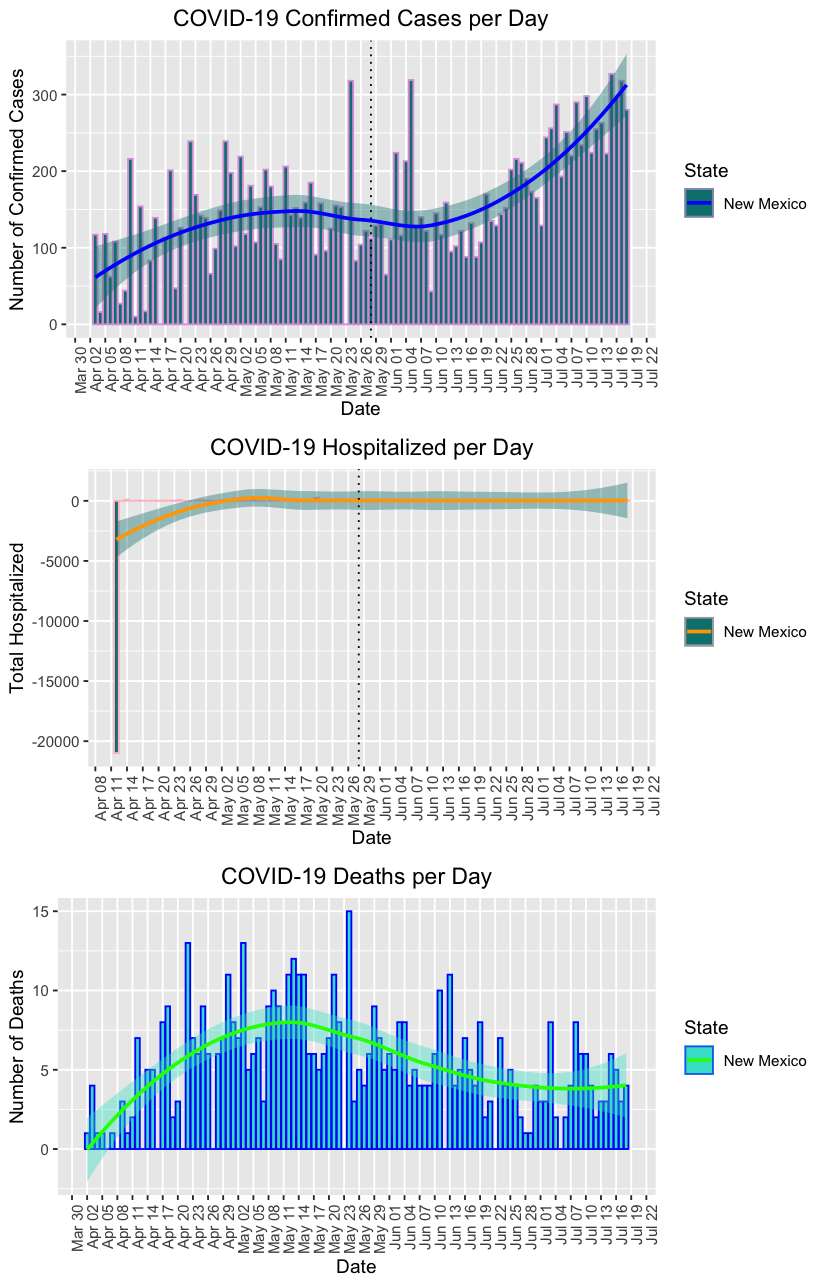 COVID-19 Confirmed Cases per Day
Number of Confirmed Cases
300
200
100
0
Mar 30
Apr 02
Apr 05
Apr 08
Apr 11
Apr 14
Apr 17
Apr 20
Apr 23
Apr 26
Apr 29
May 02
May 05
May 08
May 11
May 14
May 17
May 20
May 23
May 26
May 29
Jun 01
Jun 04
Jun 07
Jun 10
Jun 13
Jun 16
Jun 19
Jun 22
Jun 25
Jun 28
Jul 01
Jul 04
Jul 07
Jul 10
Jul 13
Jul 16
Jul 19
Jul 22
Date
State
New Mexico
COVID-19 Hospitalized per Day
Total Hospitalized
0
-5000
-10000
-15000
-20000
Apr 08
Apr 11
Apr 14
Apr 17
Apr 20
Apr 23
Apr 26
Apr 29
May 02
May 05
May 08
May 11
May 14
May 17
May 20
May 23
May 26
May 29
Jun 01
Jun 04
Jun 07
Jun 10
Jun 13
Jun 16
Jun 19
Jun 22
Jun 25
Jun 28
Jul 01
Jul 04
Jul 07
Jul 10
Jul 13
Jul 16
Jul 19
Jul 22
Date
State
New Mexico
COVID-19 Deaths per Day
Number of Deaths
15
10
5
0
Mar 30
Apr 02
Apr 05
Apr 08
Apr 11
Apr 14
Apr 17
Apr 20
Apr 23
Apr 26
Apr 29
May 02
May 05
May 08
May 11
May 14
May 17
May 20
May 23
May 26
May 29
Jun 01
Jun 04
Jun 07
Jun 10
Jun 13
Jun 16
Jun 19
Jun 22
Jun 25
Jun 28
Jul 01
Jul 04
Jul 07
Jul 10
Jul 13
Jul 16
Jul 19
Jul 22
Date
State
New Mexico